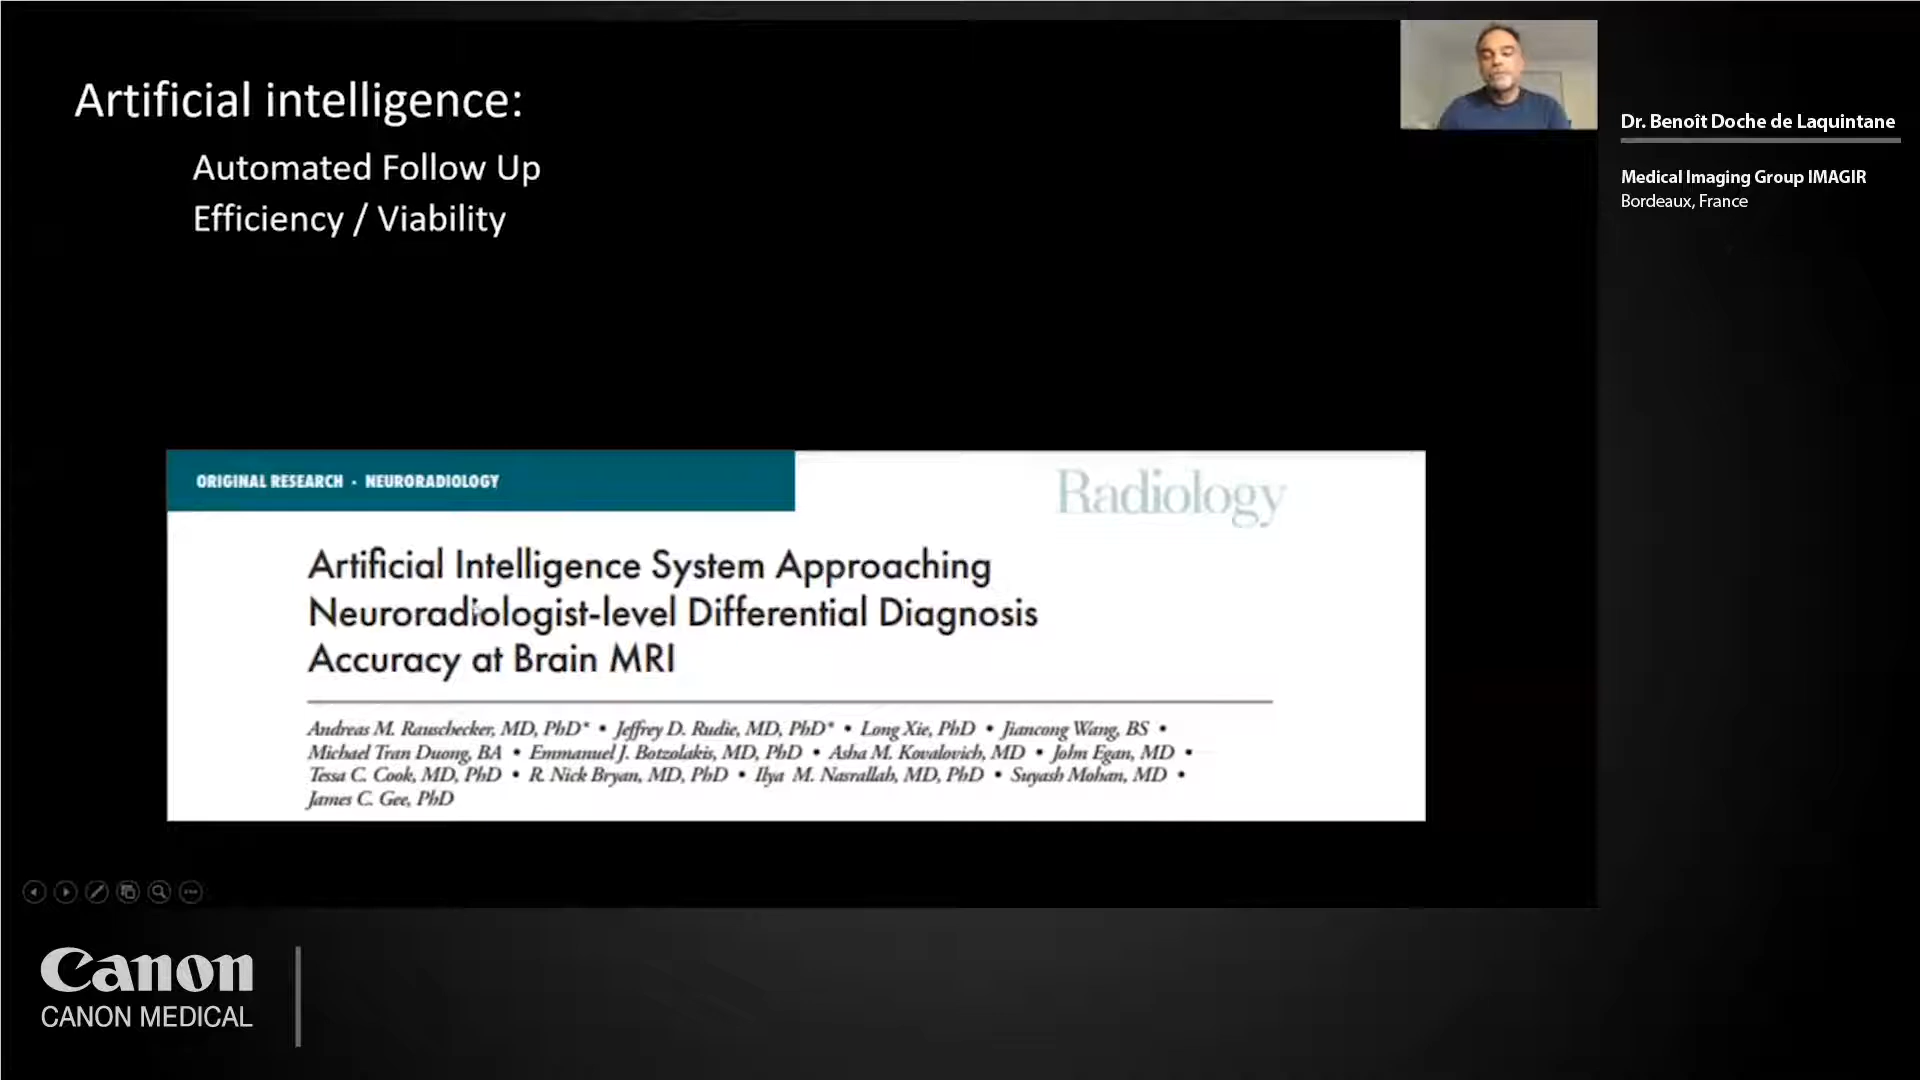 Artificial intelligence:
Automated Follow Up
Efficiency / Viability
Dr. Benoît Doche de Laquintane
Medical Imaging Group IMAGIR
Bordeaux, France
ORIGINAL RESEARCH · NEURORADIOLOGY
Radiology
Artificial Intelligence System Approaching
Neuroradiologist-level Differential Diagnosis
Accuracy at Brain MRI
Andreas M. Rauschecker, MD, PhD* • Jeffrey D. Rudie, MD, PhD* • Long Xie, PhD • Jiancong Wang, BS •
Michael Tran Duong, BA • Emmanuel J. Botzolakis, MD, PhD • Asha M. Kovalovich, MD • John Egan, MD •
Tessa C. Cook, MD, PhD • R. Nick Bryan, MD, PhD • Ilya M. Nasrallah, MD, PhD • Suyash Mohan, MD •
James C. Gee, PhD
Canon
CANON MEDICAL